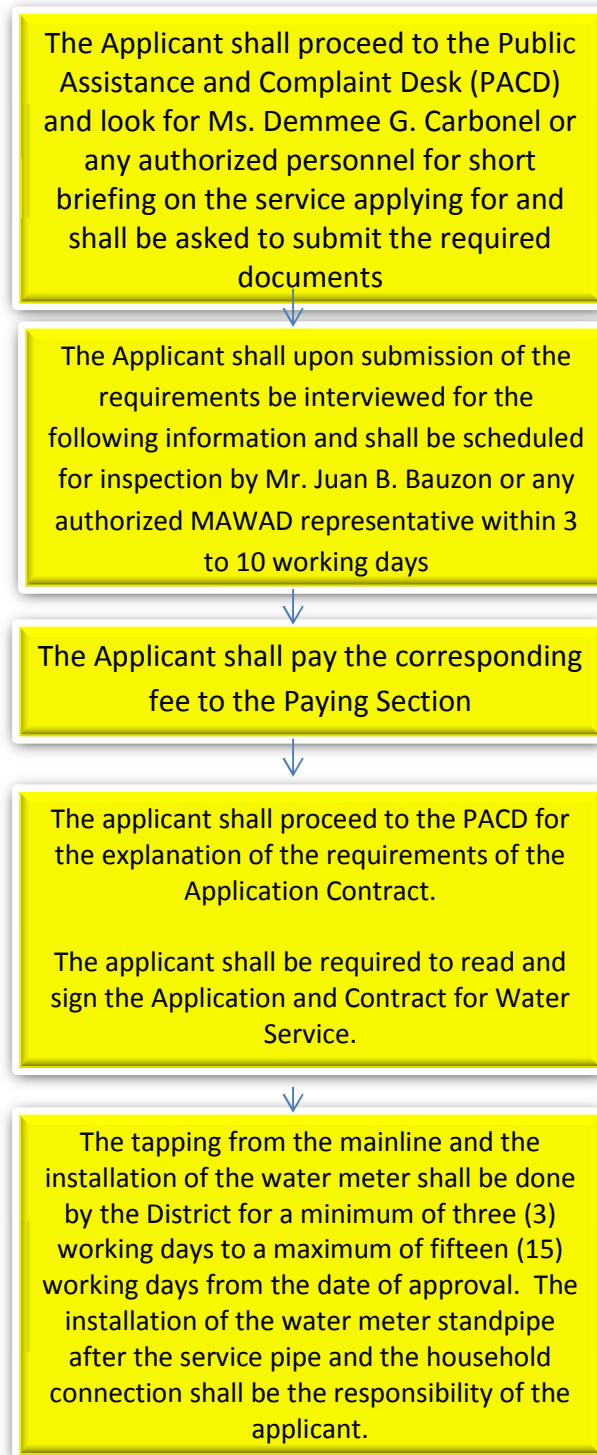 The Applicant shall proceed to the Public
Assistance and Complaint Desk (PACD)
and look for Ms. Demmee G. Carbonel or
any authorized personnel for short
briefing on the service applying for and
shall be asked to submit the required
documents
The Applicant shall upon submission of the
requirements be interviewed for the
following information and shall be scheduled
for inspection by Mr. Juan B. Bauzon or any
authorized MAWAD representative within 3
to 10 working days
The Applicant shall pay the corresponding
fee to the Paying Section
The applicant shall proceed to the PACD for
the explanation of the requirements of the
Application Contract.
The applicant shall be required to read and
sign the Application and Contract for Water
Service.
The tapping from the mainline and the
installation of the water meter shall be done
by the District for a minimum of three (3)
working days to a maximum of fifteen (15)
working days from the date of approval. The
installation of the water meter standpipe
after the service pipe and the household
connection shall be the responsibility of the
applicant.